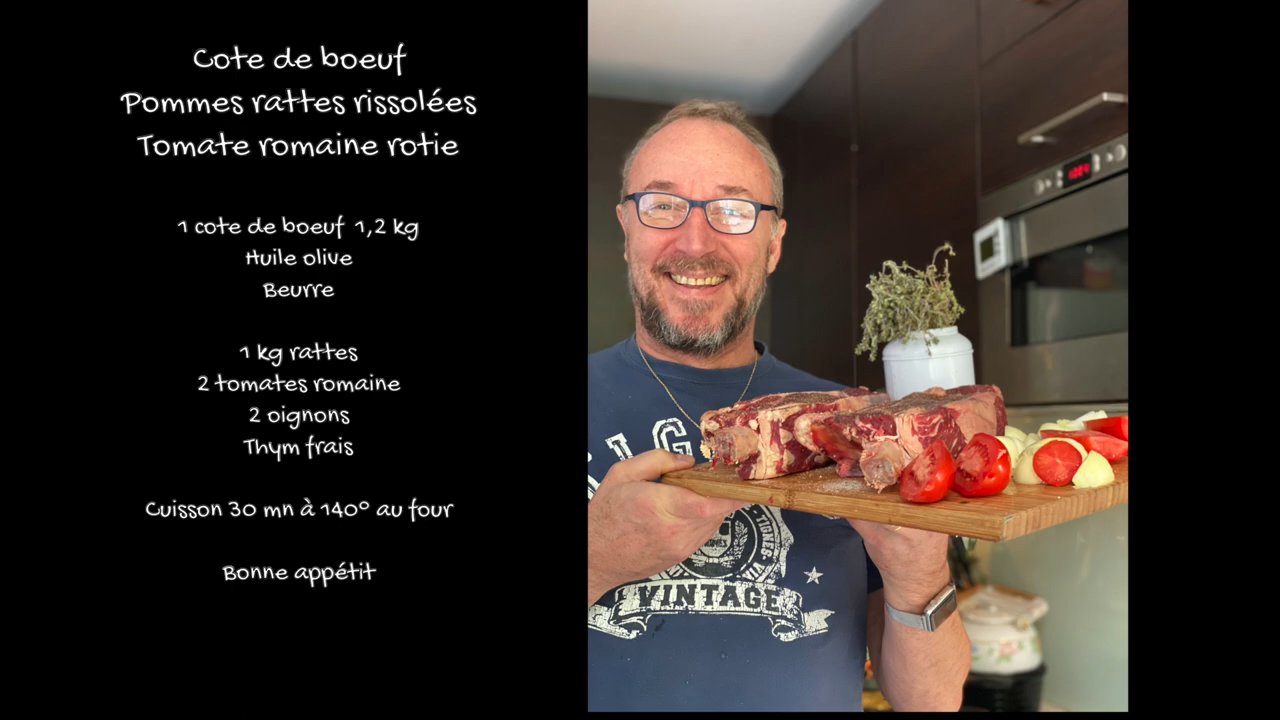 Cote de boeuf
Pommes rattes rissolées
Tomate romaine rotie
1 cote de boeuf 1,2 kg
Huile olive
Beurre
1 kg rattes
2 tomates romaine
2 oignons
Thym frais
Cuisson 30 mn à 140° au four
Bonne appétit
TIGNES
VINTAGE